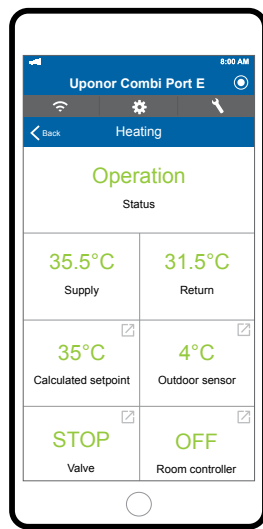 8:00 AM
Uponor Combi Port E
Back Heating
Operation
Status
35.5°C 31.5°C
Supply Return
35°C 4°C
Calculated setpoint Outdoor sensor
STOP OFF
Valve Room controller